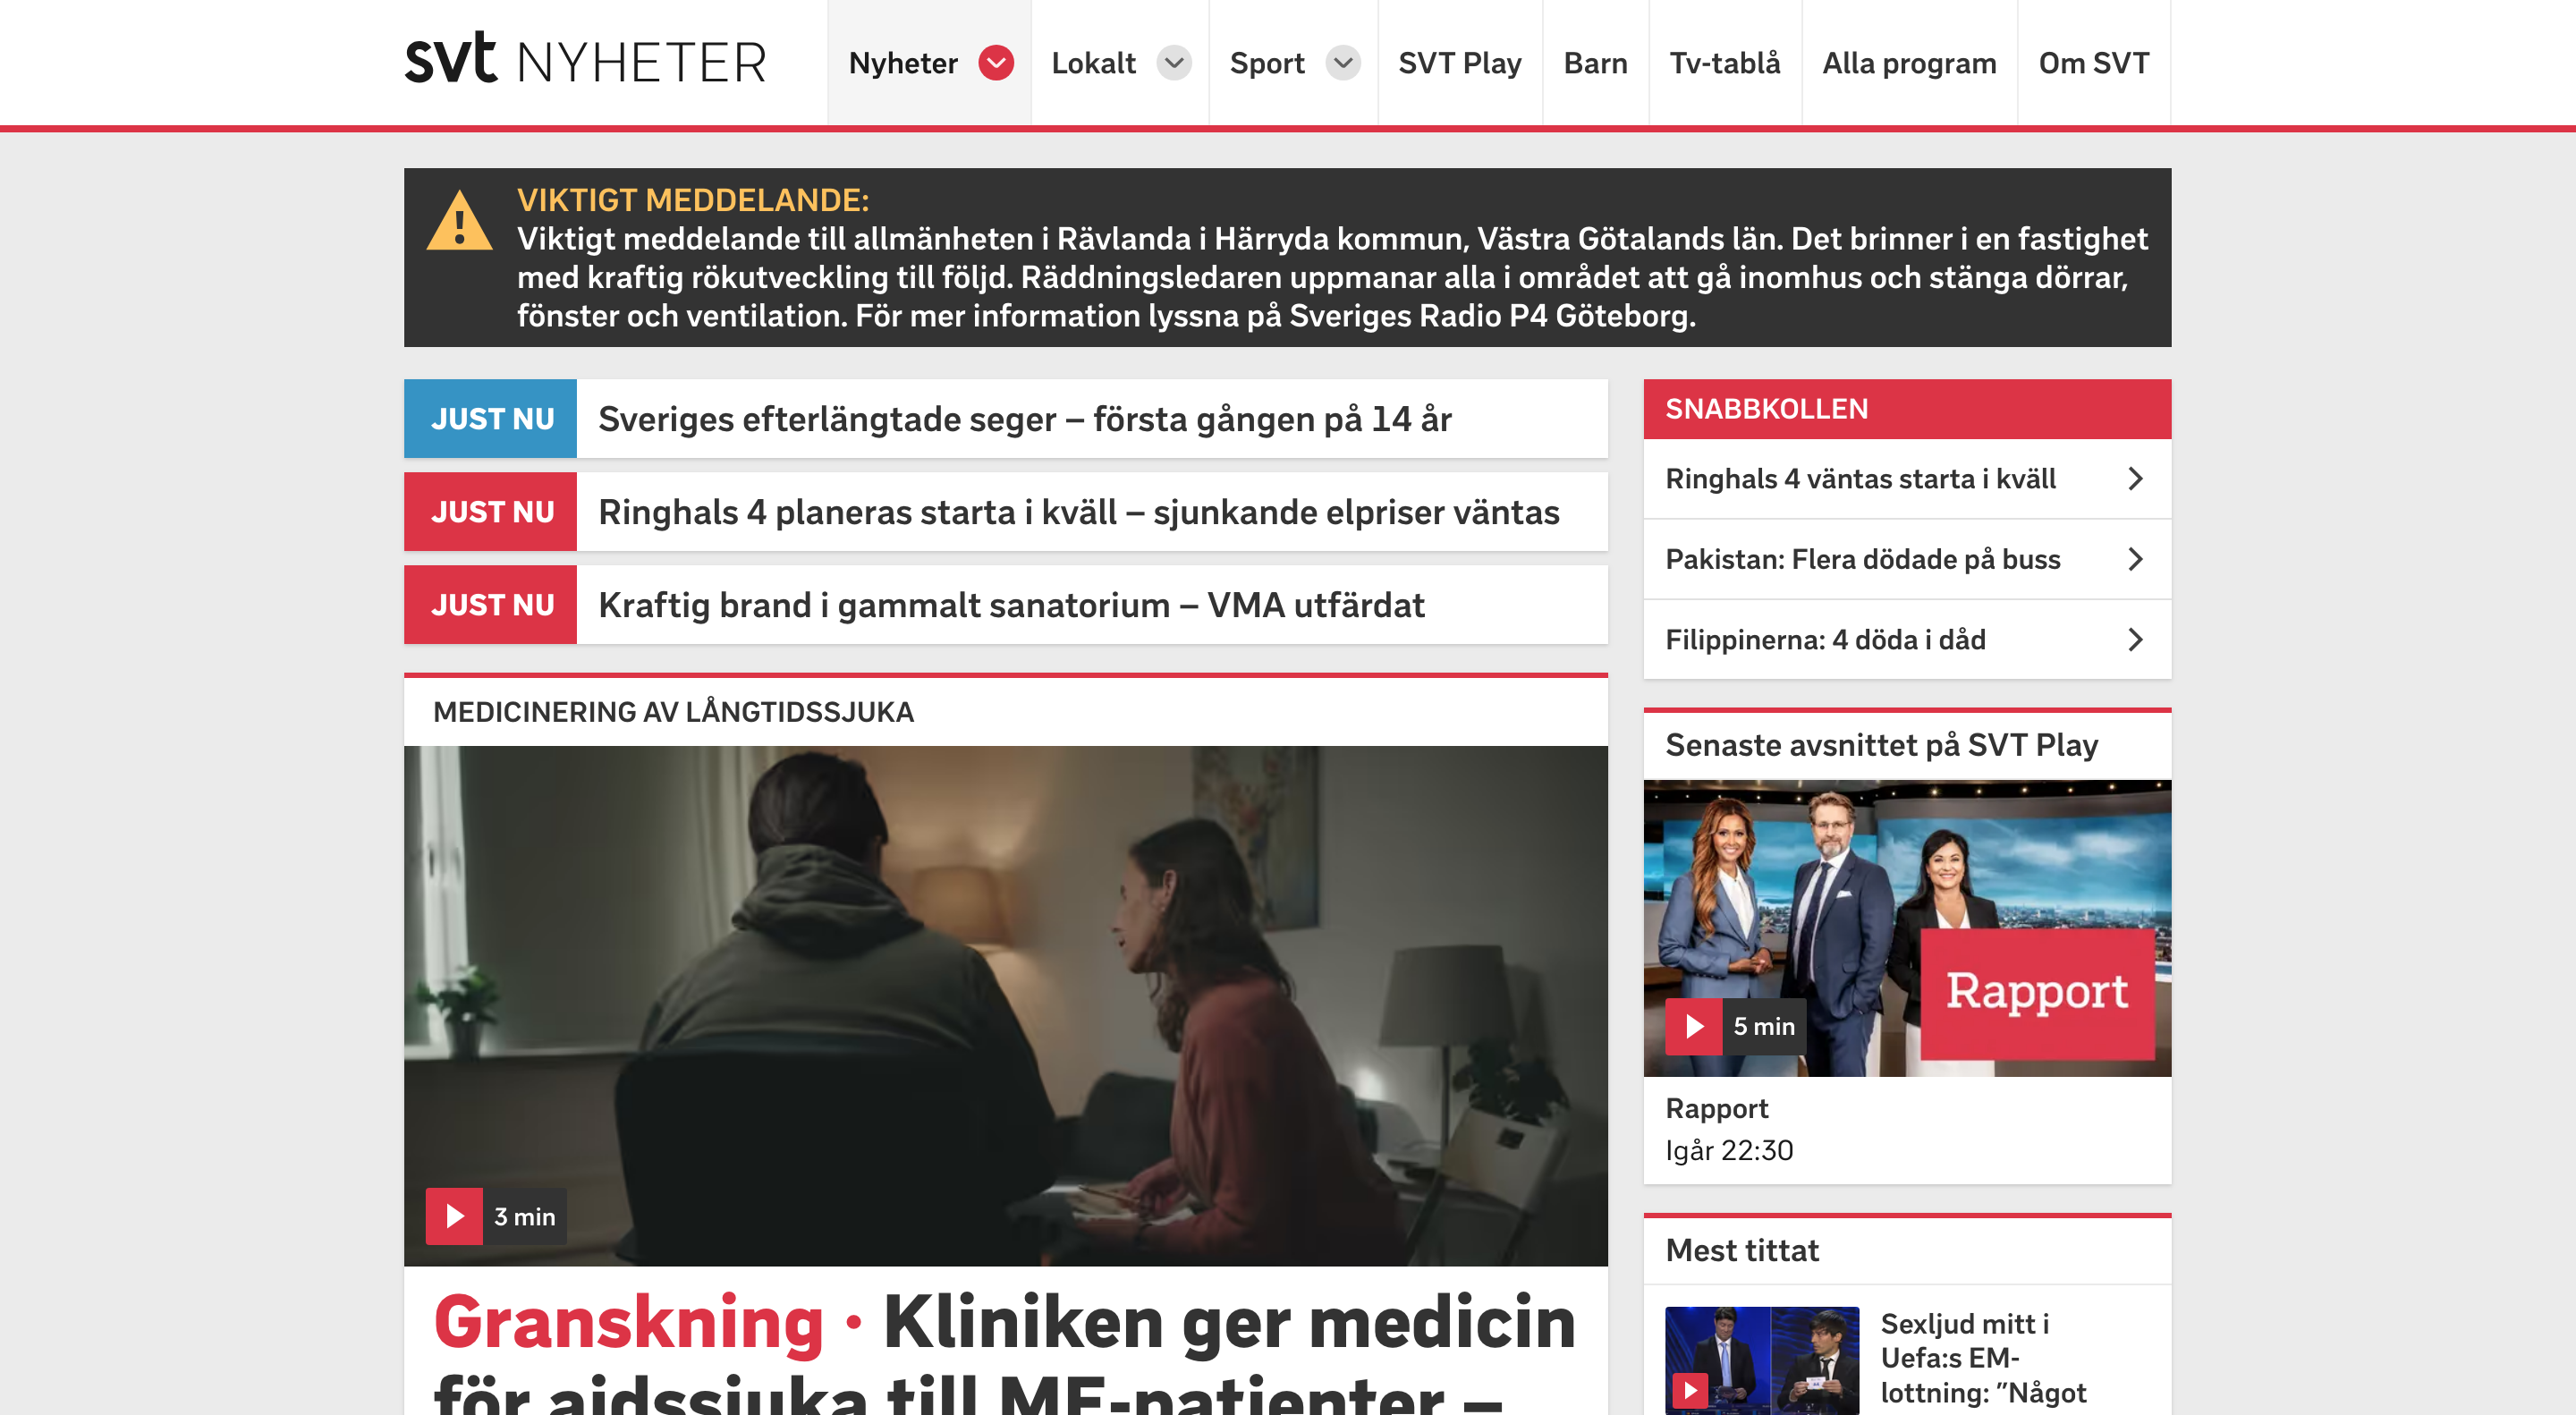 svt NYHETER
Nyheter
Lokalt
Sport
SVT Play
Barn
Tv-tablå
Alla program
Om SVT
VIKTIGT MEDDELANDE:
Viktigt meddelande till allmänheten i Rävlanda i Härryda kommun, Västra Götalands län. Det brinner i en fastighet
med kraftig rökutveckling till följd. Räddningsledaren uppmanar alla i området att gå inomhus och stänga dörrar,
fönster och ventilation. För mer information lyssna på Sveriges Radio P4 Göteborg.
JUST NU Sveriges efterlängtade seger – första gången på 14 år
JUST NU Ringhals 4 planeras starta i kväll – sjunkande elpriser väntas
JUST NU Kraftig brand i gammalt sanatorium – VMA utfärdat
MEDICINERING AV LÅNGTIDSSJUKA
3 min
Granskning • Kliniken ger medicin
för aidssjuka till ME-patienter –
SNABBKOLLEN
Ringhals 4 väntas starta i kväll
Pakistan: Flera dödade på buss
Filippinerna: 4 döda i dåd
Senaste avsnittet på SVT Play
Rapport
5 min
Rapport
Igår 22:30
Mest tittat
Sexljud mitt i
Uefa:s EM-
lottning: ”Något